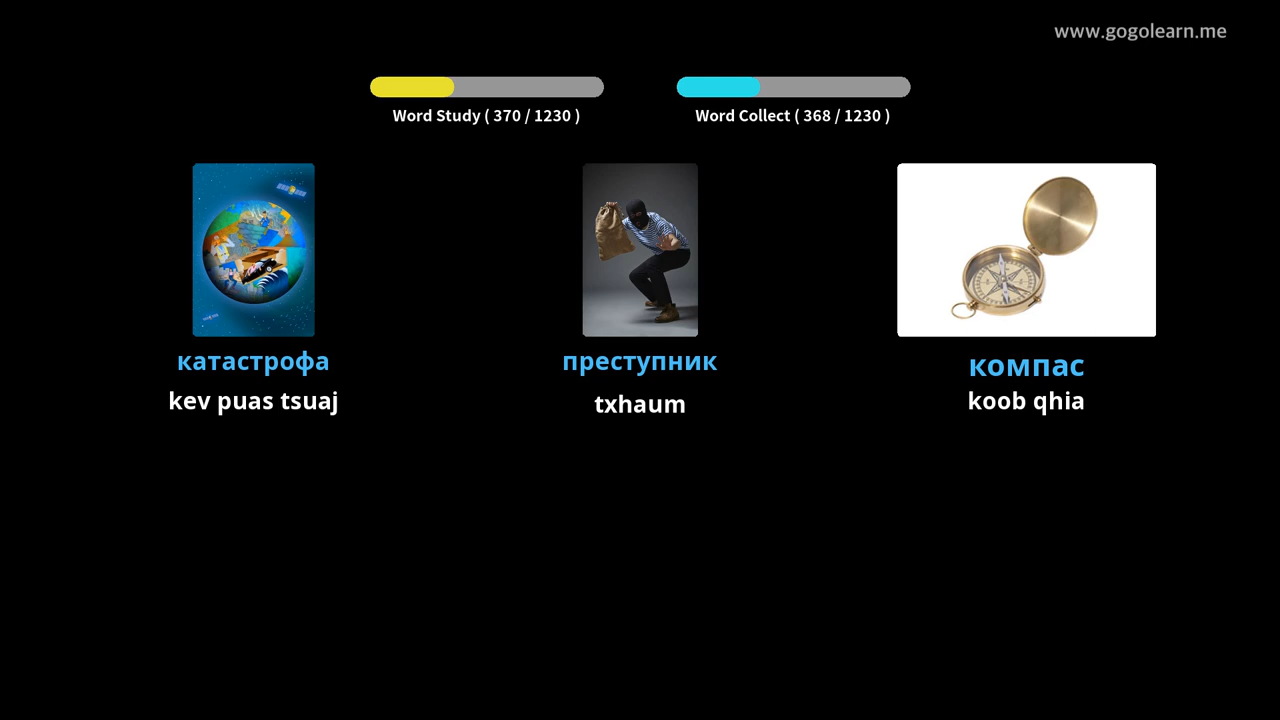 www.gogolearn.me
Word Study ( 370 / 1230 )
Word Collect ( 368 / 1230 )
катастрофа
преступник
компас
kev puas tsuaj
txhaum
koob qhia